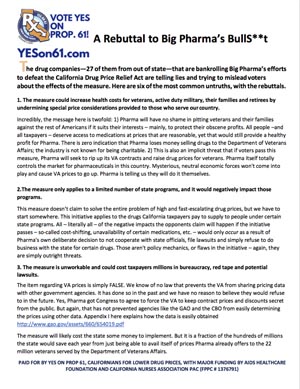 VOTE YES
ON
PROP. 61!
YESon61.com
A Rebuttal to Big Pharma's BullS**t
The drug companies—27 of them from out of state—that are bankrolling Big Pharma's efforts
to defeat the California Drug Price Relief Act are telling lies and trying to mislead voters
about the effects of the measure. Here are six of the most common untruths, with the rebuttals.
1. The measure could increase health costs for veterans, active duty military, their families and retirees by
undermining special price considerations provided to those who serve our country.
Incredibly, the message here is twofold: 1) Pharma will have no shame in pitting veterans and their families
against the rest of Americans if it suits their interests – mainly, to protect their obscene profits. All people –and
all taxpayers – deserve access to medications at prices that are reasonable, yet that would still provide a healthy
profit for Pharma. There is zero indication that Pharma loses money selling drugs to the Department of Veterans
Affairs; the industry is not known for being charitable. 2) This is also an implicit threat that if voters pass this
measure, Pharma will seek to rip up its VA contracts and raise drug prices for veterans. Pharma itself totally
controls the market for pharmaceuticals in this country. Mysterious, neutral economic forces won't come into
play and cause VA prices to go up. Pharma is telling us they will do it themselves.
2.The measure only applies to a limited number of state programs, and it would negatively impact those
programs.
This measure doesn't claim to solve the entire problem of high and fast-escalating drug prices, but we have to
start somewhere. This initiative applies to the drugs California taxpayers pay to supply to people under certain
state programs. All – literally all – of the negative impacts the opponents claim will happen if the initiative
passes – so-called cost-shifting, unavailability of certain medications, etc. – would only occur as a result of
Pharma's own deliberate decision to not cooperate with state officials, file lawsuits and simply refuse to do
business with the state for certain drugs. Those aren't policy mechanics, or flaws in the initiative – again, they
are simply outright threats.
3. The measure is unworkable and could cost taxpayers millions in bureaucracy, red tape and potential
lawsuits.
The item regarding VA prices is simply FALSE. We know of no law that prevents the VA from sharing pricing data
with other government agencies. It has done so in the past and we have no reason to believe they would refuse
to in the future. Yes, Pharma got Congress to agree to force the VA to keep contract prices and discounts secret
from the public. But again, that has not prevented agencies like the GAO and the CBO from easily determining
the prices using other data. Appendix I here explains how the data is easily obtained
http://www.gao.gov/assets/660/654019.pdf
The measure will likely cost the state some money to implement. But it is a fraction of the hundreds of millions
the state would save each year from just being able to avail itself of prices Pharma already offers to the 22
million veterans served by the Department of Veterans Affairs.
PAID FOR BY YES ON PROP 61, CALIFORNIANS FOR LOWER DRUG PRICES, WITH MAJOR FUNDING BY AIDS HEALTHCARE
FOUNDATION AND CALIFORNIA NURSES ASSOCIATION PAC (FPPC # 1376791)